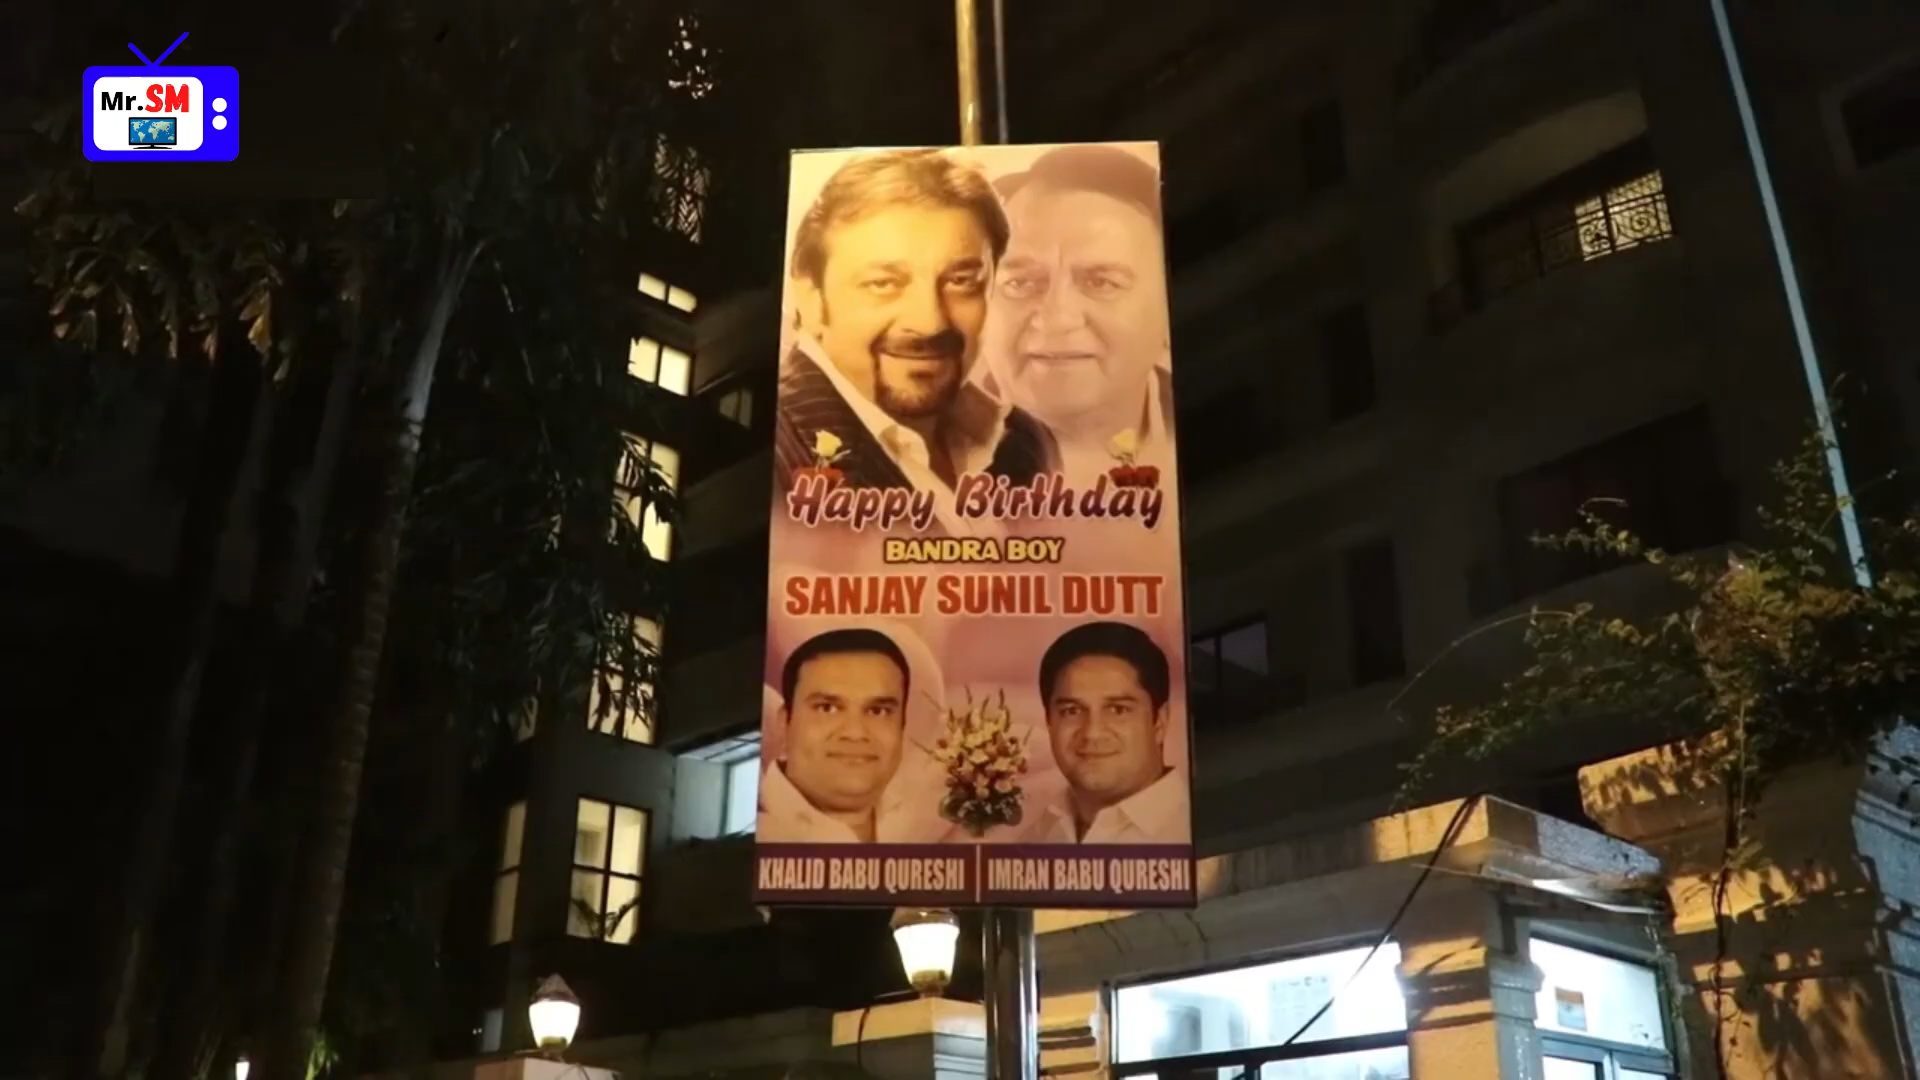 Mr.SM
Happy Birthday
BANDRA BOY
SANJAY SUNIL DUTT
KHALID BABU QURESHI
IMRAN BABU QURESHI